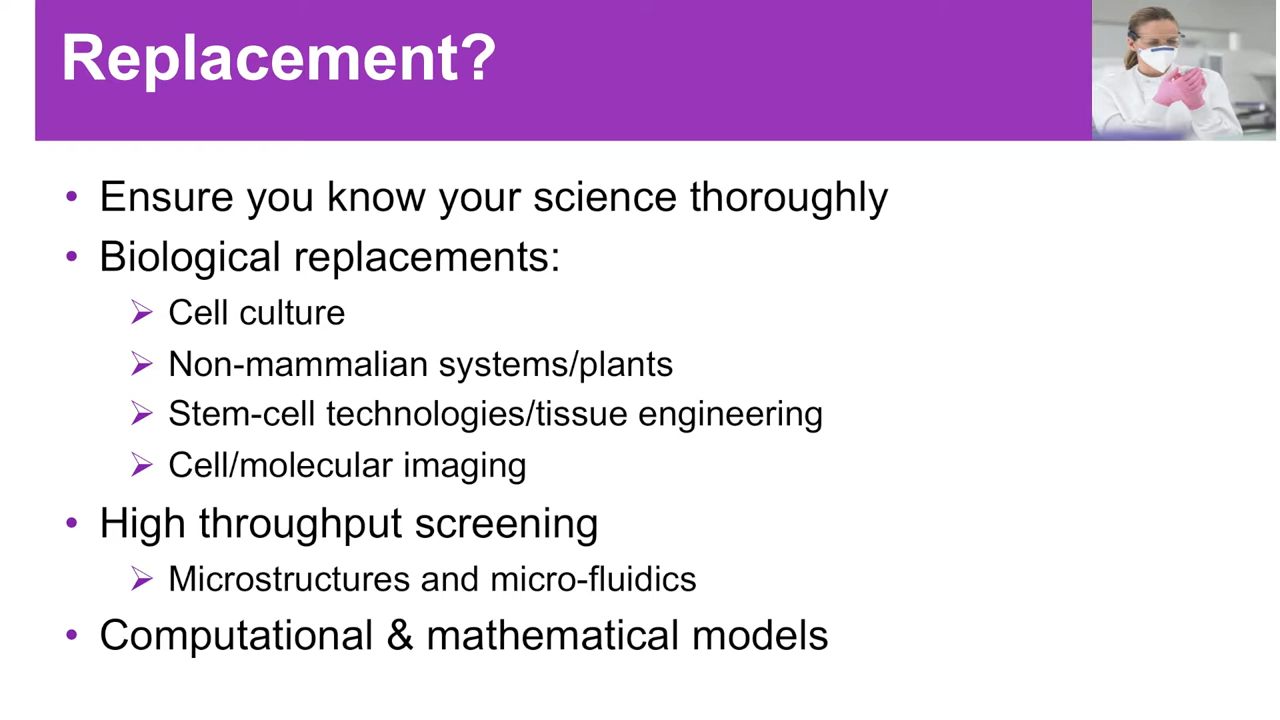 Replacement?
• Ensure you know your science thoroughly
• Biological replacements:
➢ Cell culture
➢ Non-mammalian systems/plants
➢ Stem-cell technologies/tissue engineering
➢ Cell/molecular imaging
• High throughput screening
➢ Microstructures and micro-fluidics
• Computational & mathematical models